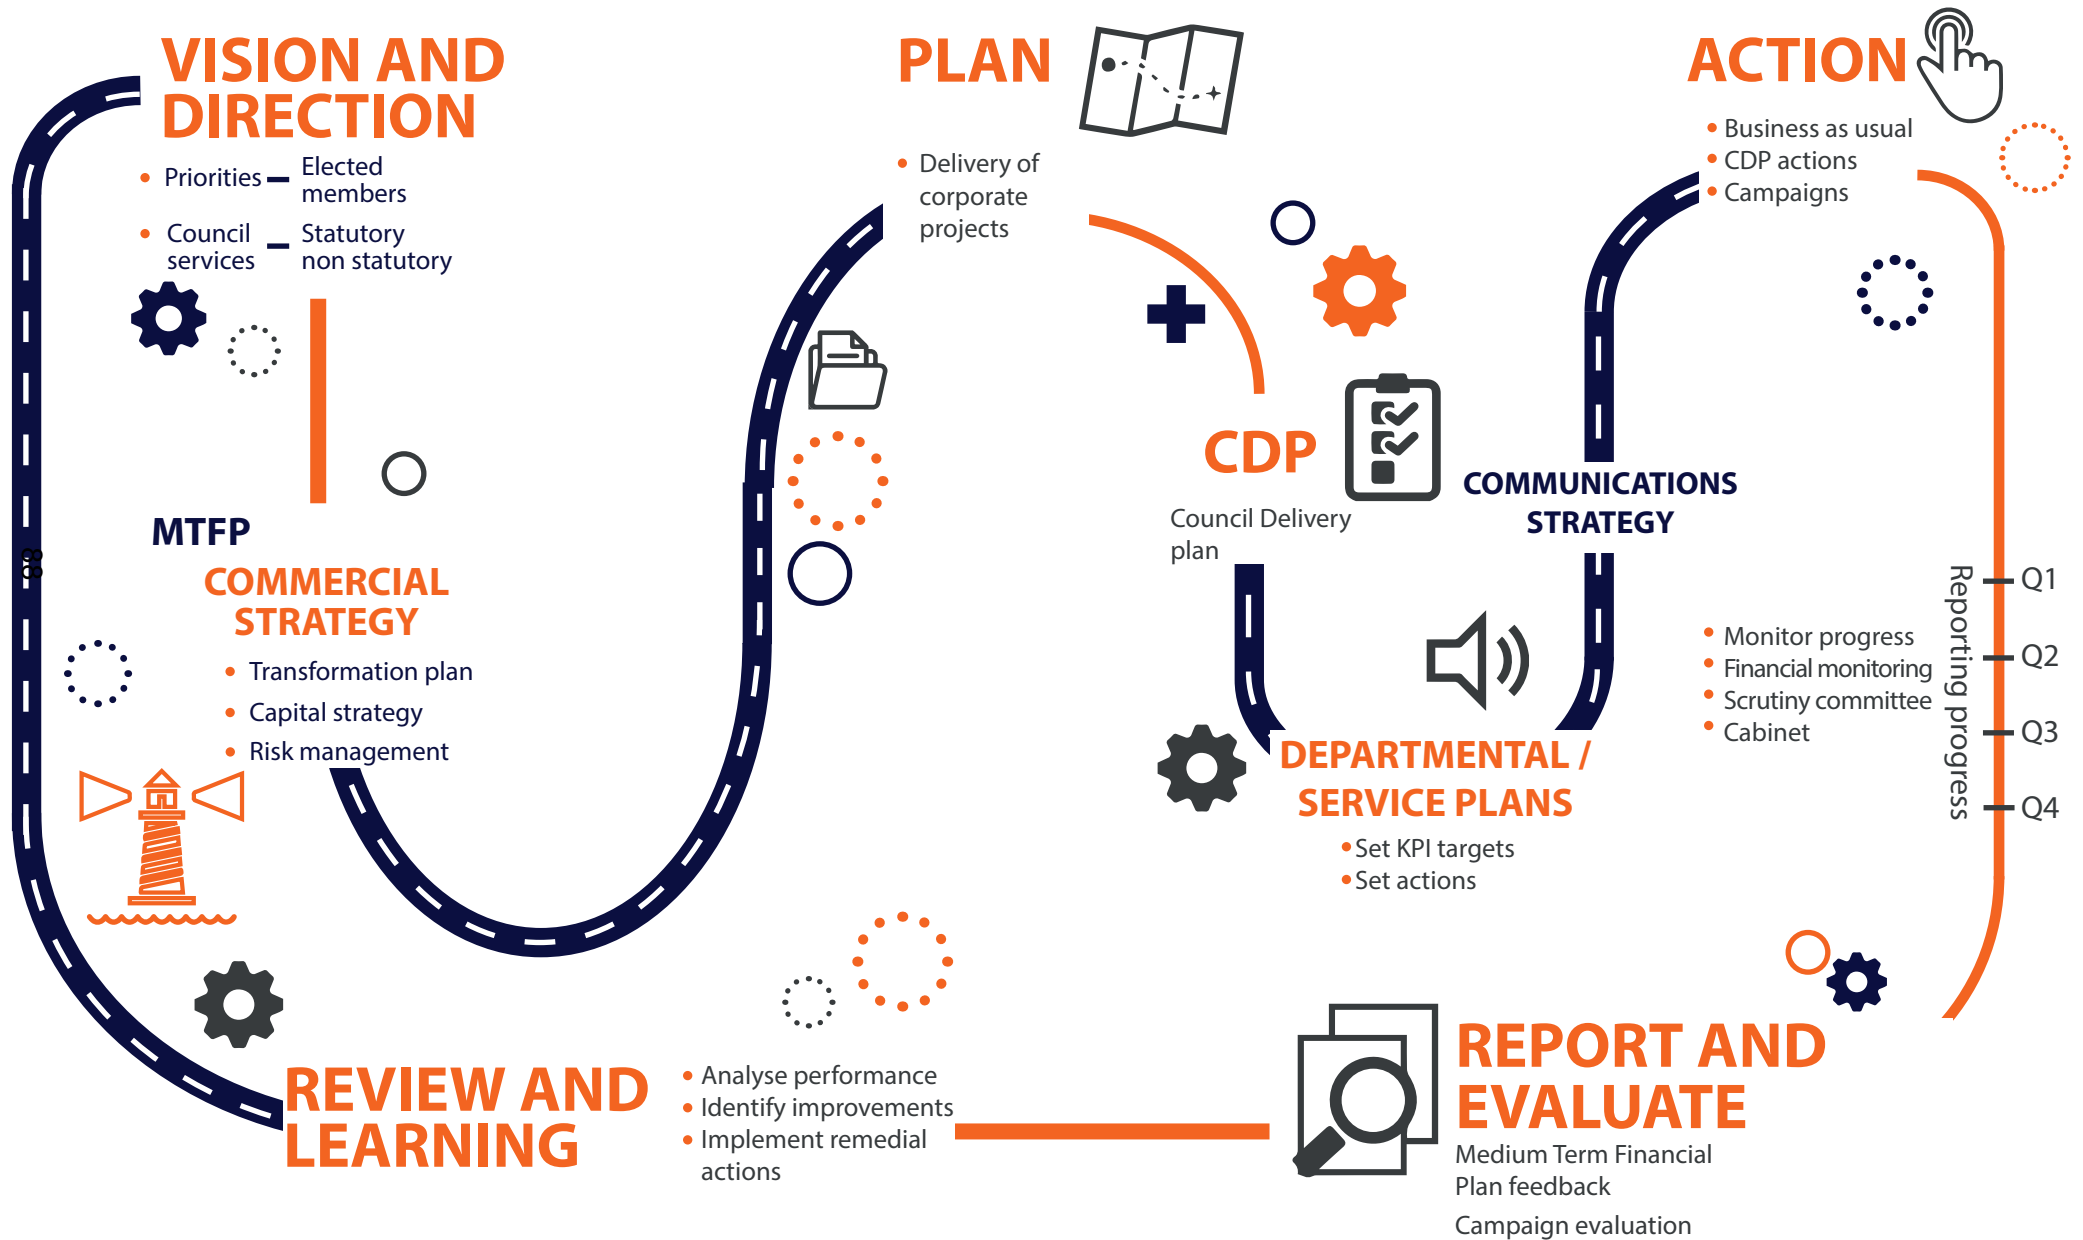 VISION AND
DIRECTION
• Priorities – Elected
members
• Council – Statutory
services non statutory
MTFP
COMMERCIAL
STRATEGY
• Transformation plan
• Capital strategy
• Risk management
88
PLAN
• Delivery of
corporate
projects
CDP
Council Delivery
plan
DEPARTMENTAL /
SERVICE PLANS
• Set KPI targets
• Set actions
COMMUNICATIONS
STRATEGY
ACTION
• Business as usual
• CDP actions
• Campaigns
• Monitor progress
• Financial monitoring
• Scrutiny committee
• Cabinet
Reporting progress
Q1
Q2
Q3
Q4
REPORT AND
EVALUATE
Medium Term Financial
Plan feedback
Campaign evaluation
REVIEW AND
LEARNING
• Analyse performance
• Identify improvements
• Implement remedial
actions